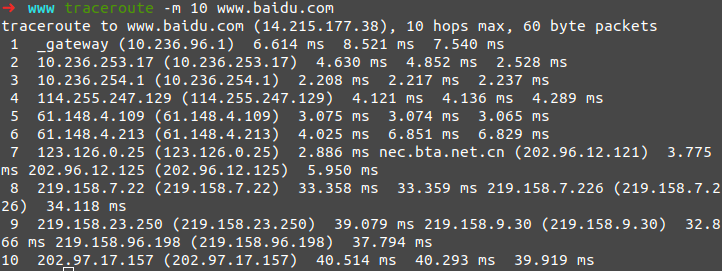 ➜ www traceroute -m 10 www.baidu.com
traceroute to www.baidu.com (14.215.177.38), 10 hops max, 60 byte packets
1 _gateway (10.236.96.1) 6.614 ms 8.521 ms 7.540 ms
2 10.236.253.17 (10.236.253.17) 4.630 ms 4.852 ms 2.528 ms
3 10.236.254.1 (10.236.254.1) 2.208 ms 2.217 ms 2.237 ms
4 114.255.247.129 (114.255.247.129) 4.121 ms 4.136 ms 4.289 ms
5 61.148.4.109 (61.148.4.109) 3.075 ms 3.074 ms 3.065 ms
6 61.148.4.213 (61.148.4.213) 4.025 ms 6.851 ms 6.829 ms
7 123.126.0.25 (123.126.0.25) 2.886 ms nec.bta.net.cn (202.96.12.121) 3.775
ms 202.96.12.125 (202.96.12.125) 5.950 ms
8 219.158.7.22 (219.158.7.22) 33.358 ms 33.359 ms 219.158.7.226 (219.158.7.2
26) 34.118 ms
9 219.158.23.250 (219.158.23.250) 39.079 ms 219.158.9.30 (219.158.9.30) 32.8
66 ms 219.158.96.198 (219.158.96.198) 37.794 ms
10 202.97.17.157 (202.97.17.157) 40.514 ms 40.293 ms 39.919 ms